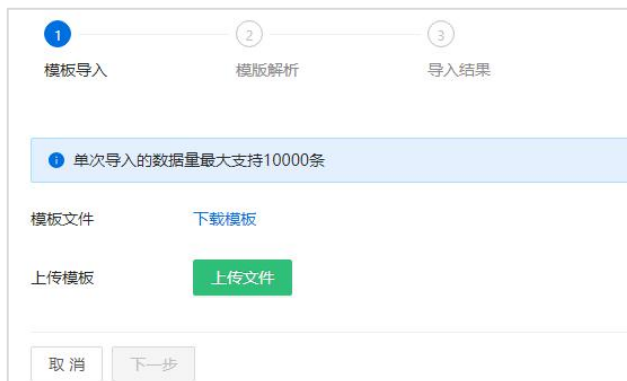 1 2 3
模板导入 模版解析 导入结果
单次导入的数据量最大支持10000条
模板文件 下载模板
上传模板 上传文件
取消 下一步